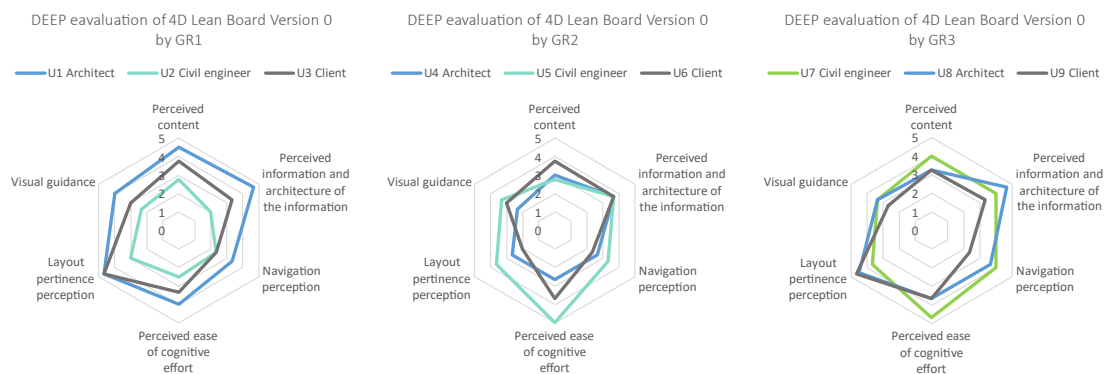 DEEP eavaluation of 4D Lean Board Version 0
by GR1
U1 Architect U2 Civil engineer U3 Client
Perceived
content
5
4
3
2
1
0
Perceived
information and
architecture of
the information
Navigation
perception
Perceived ease
of cognitive
effort
Layout
pertinence
perception
Visual guidance
DEEP eavaluation of 4D Lean Board Version 0
by GR2
U4 Architect U5 Civil engineer U6 Client
Perceived
content
5
4
3
2
1
0
Perceived
information and
architecture of
the information
Navigation
perception
Perceived ease
of cognitive
effort
Layout
pertinence
perception
Visual guidance
DEEP eavaluation of 4D Lean Board Version 0
by GR3
U7 Civil engineer U8 Architect U9 Client
Perceived
content
5
4
3
2
1
0
Perceived
information and
architecture of
the information
Navigation
perception
Perceived ease
of cognitive
effort
Layout
pertinence
perception
Visual guidance